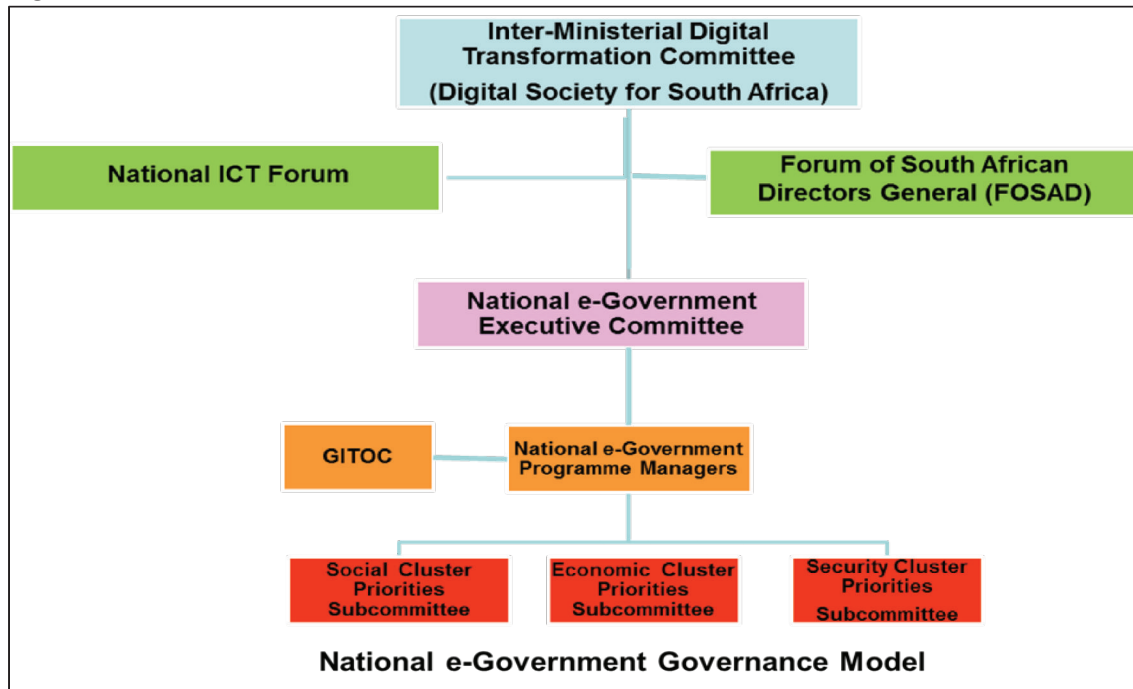 Inter-Ministerial Digital
Transformation Committee
(Digital Society for South Africa)
National ICT Forum
Forum of South African
Directors General (FOSAD)
National e-Government
Executive Committee
GITOC
National e-Government
Programme Managers
Social Cluster
Priorities
Subcommittee
Economic Cluster
Priorities
Subcommittee
Security Cluster
Priorities
Subcommittee
National e-Government Governance Model